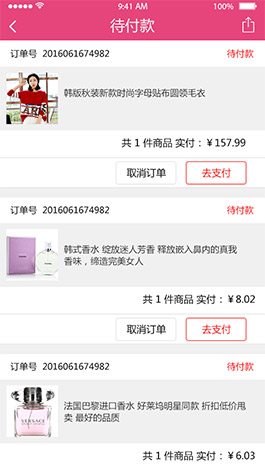 9:41 AM
100%
待付款
订单号 2016061674982 待付款
韩版秋装新款时尚字母贴布圆领毛衣
共 1 件商品 实付：¥157.99
取消订单 去支付
订单号 2016061674982 待付款
韩式香水 绽放迷人芳香 释放嵌入鼻内的真我
香味，缔造完美女人
共 1 件商品 实付：¥8.02
取消订单 去支付
订单号 2016061674982 待付款
法国巴黎进口香水 好莱坞明星同款 折扣低价甩
卖 最好的品质
VERSACE
共 1 件商品 实付：¥6.03